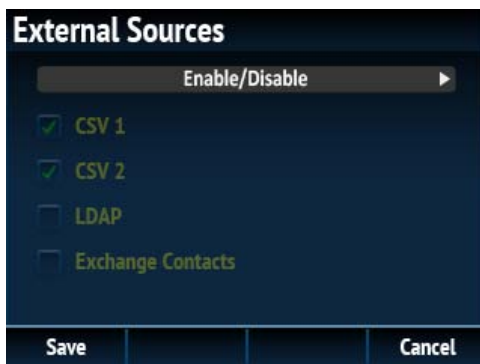 External Sources
Enable/Disable
CSV 1
CSV 2
LDAP
Exchange Contacts
Save
Cancel